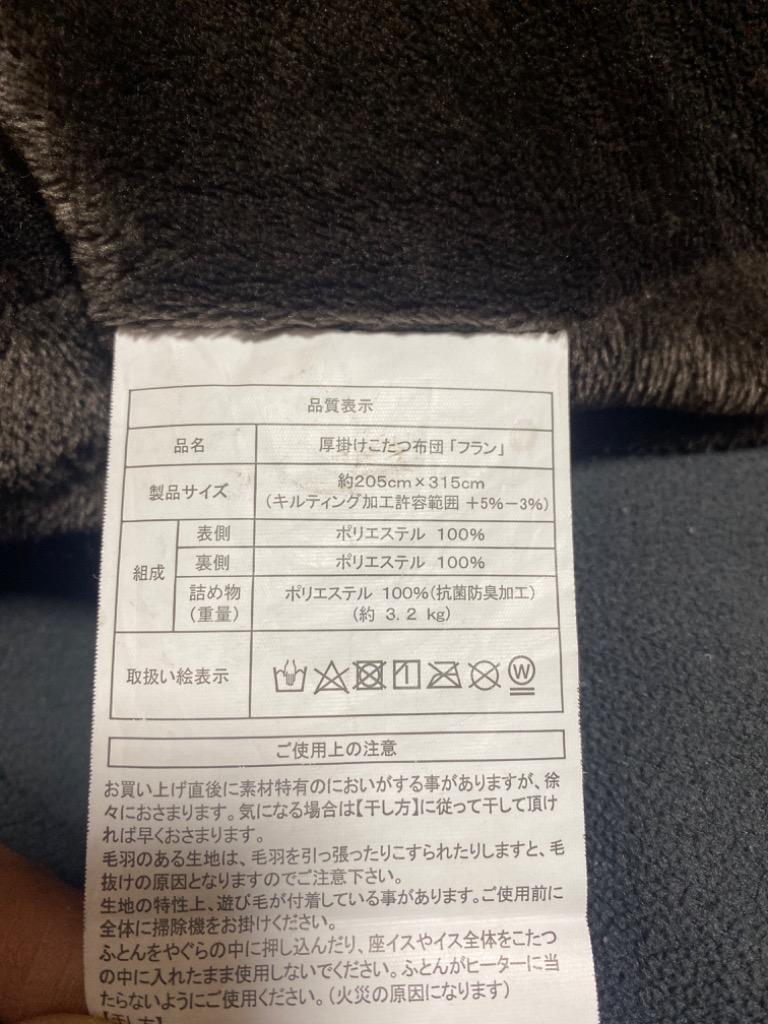 品質表示
品名
厚掛けこたつ布団「フラン」
製品サイズ
約205cm×315cm
(キルティング加工許容範囲 +5%-3%)
組成
表側
ポリエステル 100%
裏側
ポリエステル 100%
詰め物
(重量)
ポリエステル 100%(抗菌防臭加工)
(約 3.2 kg)
取扱い絵表示
W
ご使用上の注意
お買い上げ直後に素材特有のにおいがする事がありますが、徐
々におさまります。気になる場合は【干し方】に従って干して頂け
れば早くおさまります。
毛羽のある生地は、毛羽を引っ張ったりこすられたりしますと、毛
抜けの原因となりますのでご注意下さい。
生地の特性上、遊び毛が付着している事があります。ご使用前に
全体に掃除機をお掛けください。
ふとんをやぐらの中に押し込んだり、座イスやイス全体をこたつ
の中に入れたまま使用しないでください。ふとんがヒーターに当
たらないようにご使用ください。(火災の原因になります)
【干し方】